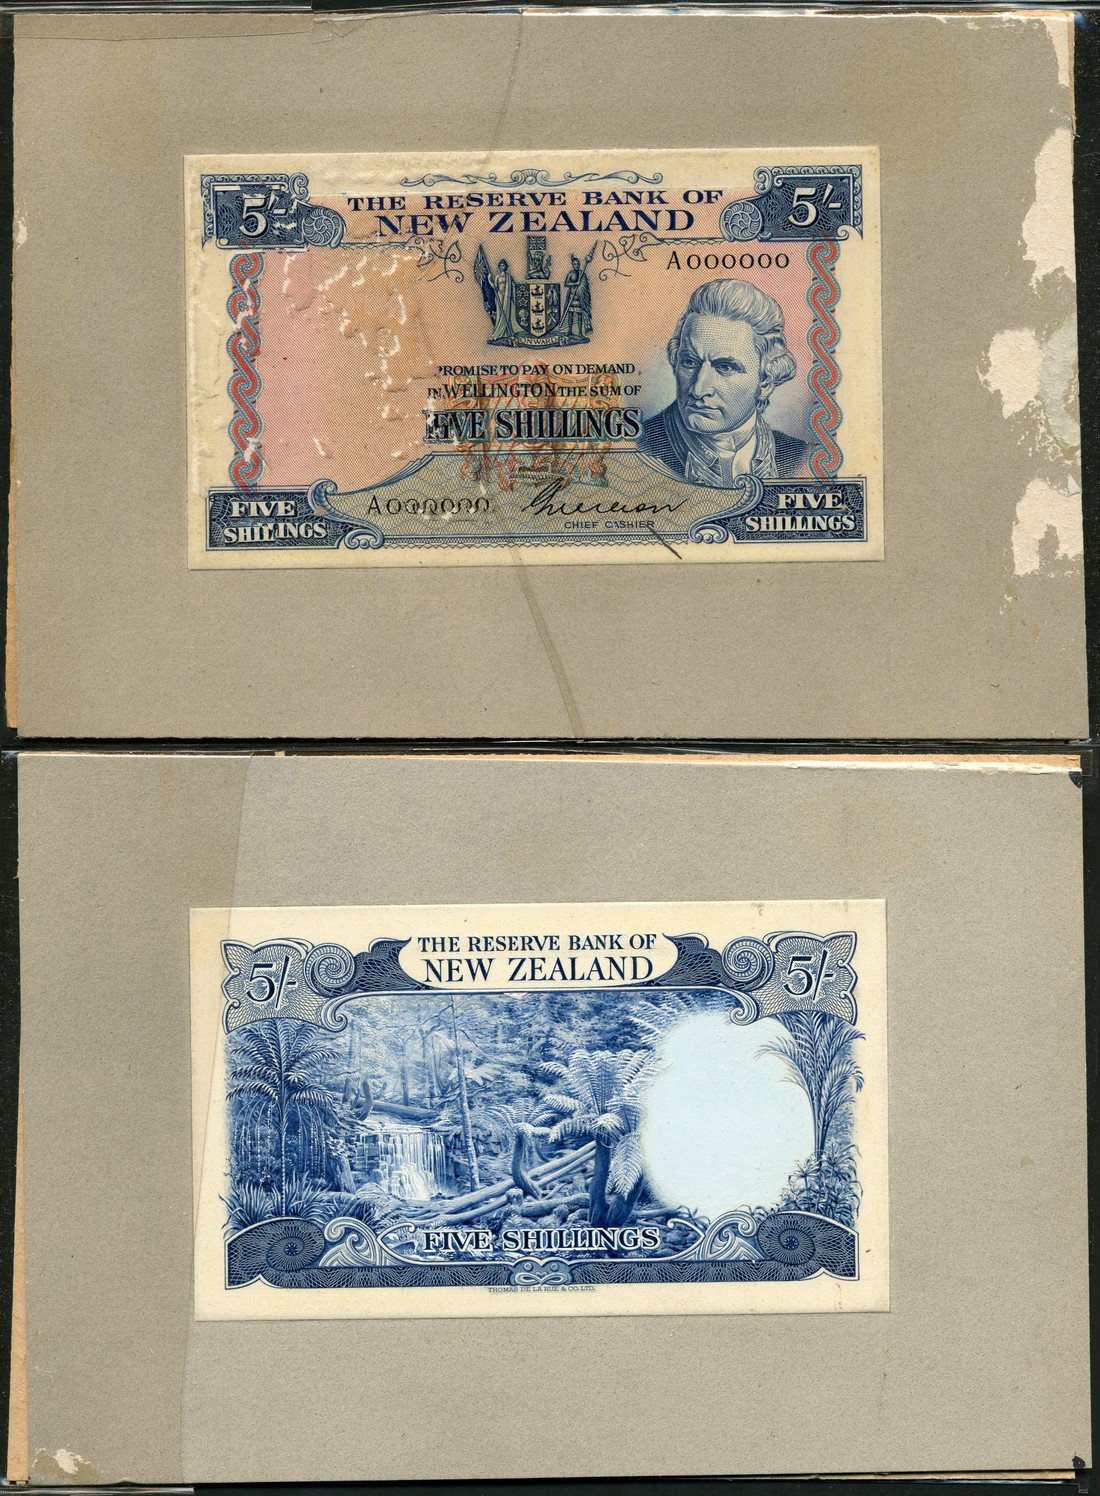 5/-
5/-
THE RESERVE BANK OF
NEW ZEALAND
A000000
ONWARD
PROMISE TO PAY ON DEMAND
IN WELLINGTON THE SUM OF
FIVE SHILLINGS
FIVE
SHILLINGS
A000000
CHIEF CASHIER
FIVE
SHILLINGS
5/-
THE RESERVE BANK OF
NEW ZEALAND
5/-
FIVE SHILLINGS
THOMAS DE LA RUE & CO. LTD.